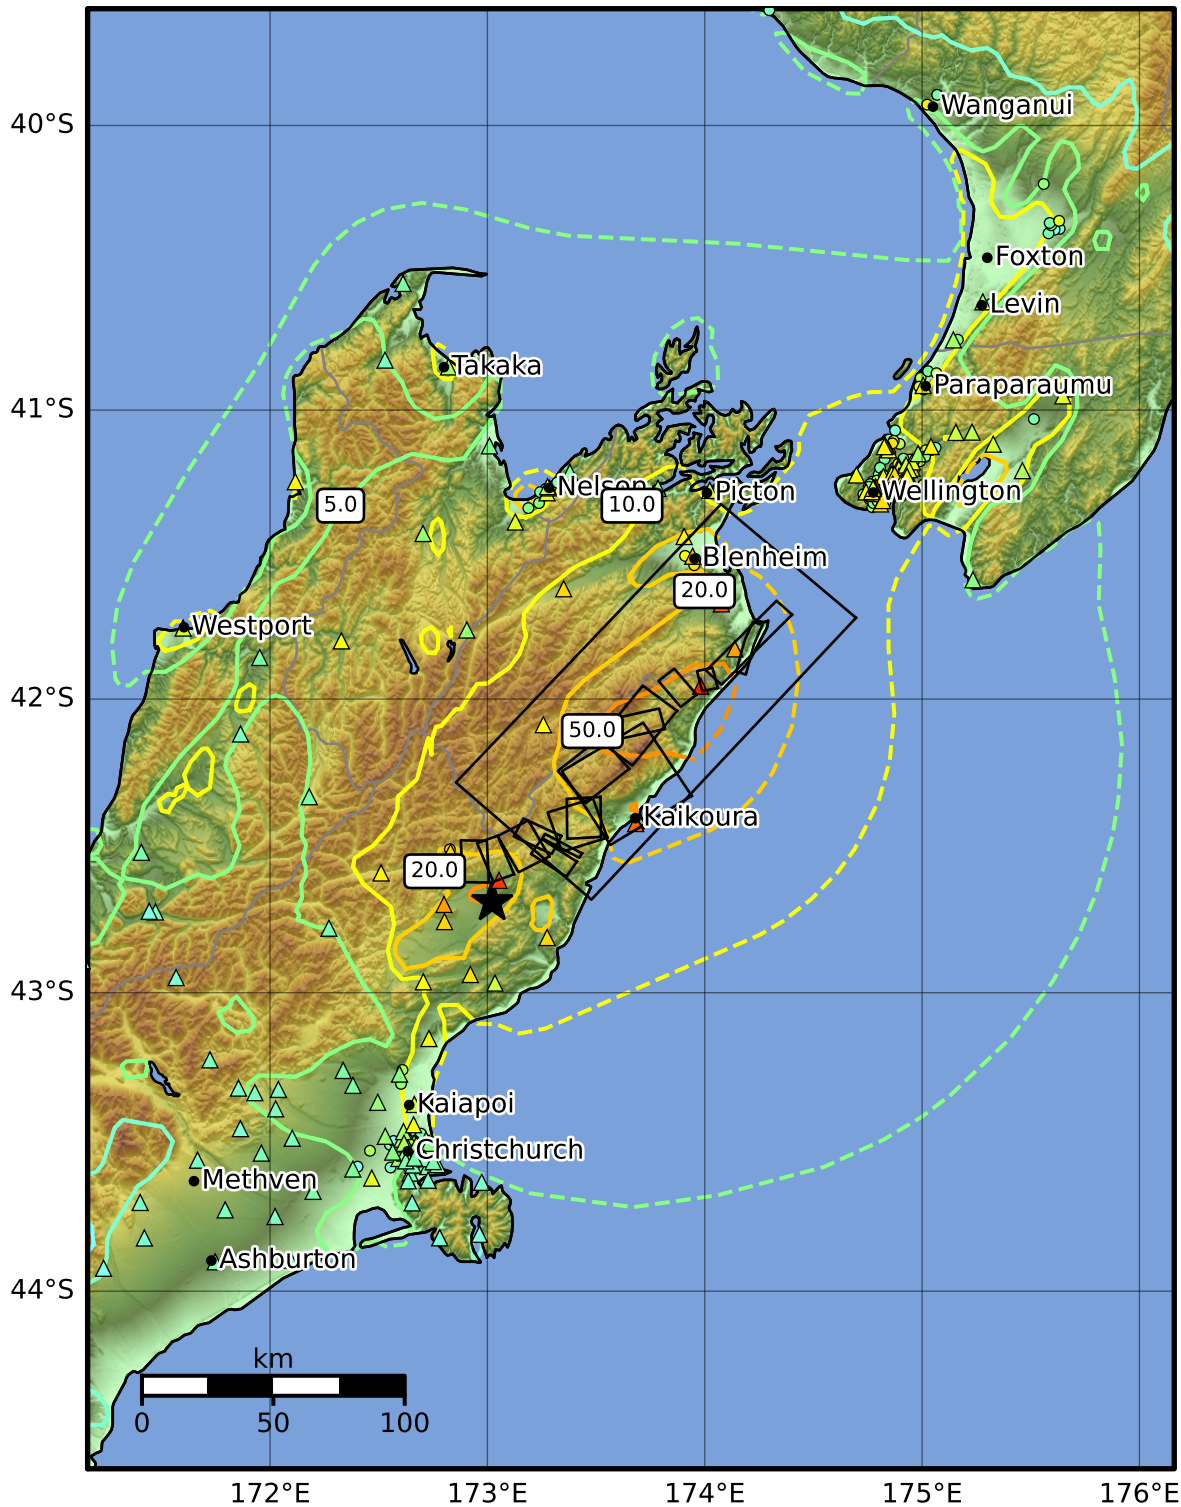 40°S
Wanganui
Foxton
Levin
Takaka
Paraparaumu
41°S
Nelson
Picton
Wellington
5.0
10.0
Blenheim
20.0
Westport
42°S
50.0
Kaikoura
20.0
43°S
Kaiapoi
Christchurch
Methven
Ashburton
44°S
km
0 50 100
172°E 173°E 174°E 175°E 176°E